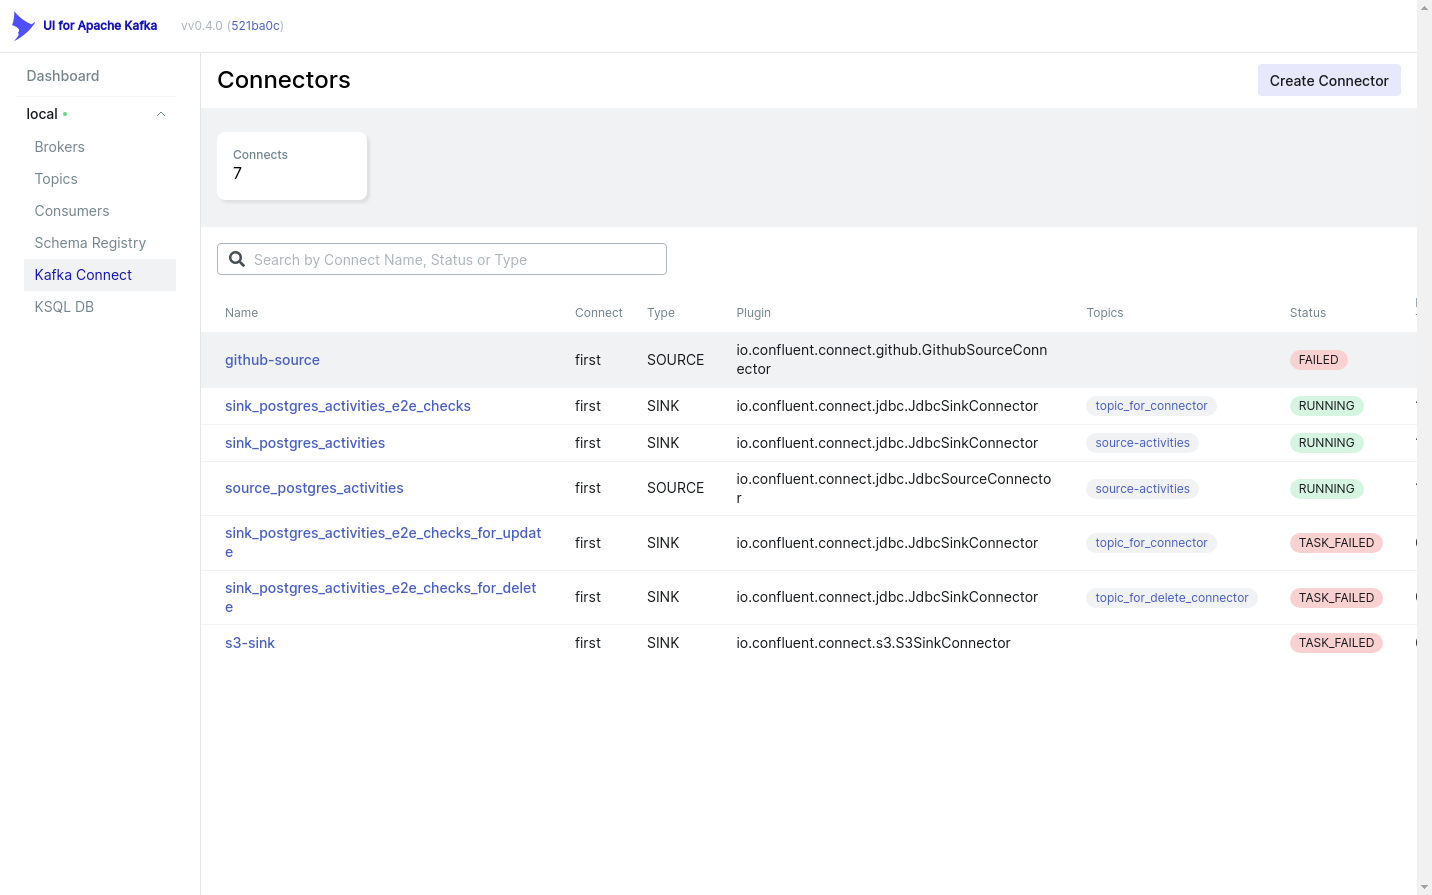 UI for Apache Kafka vv0.4.0 (521ba0c)
Dashboard
local
Brokers
Topics
Consumers
Schema Registry
Kafka Connect
KSQL DB
Connectors
Create Connector
Connects
7
Search by Connect Name, Status or Type
Name Connect Type Plugin Topics Status
github-source first SOURCE io.confluent.connect.github.GithubSourceConn
ector FAILED
sink_postgres_activities_e2e_checks first SINK io.confluent.connect.jdbc.JdbcSinkConnector topic_for_connector RUNNING
sink_postgres_activities first SINK io.confluent.connect.jdbc.JdbcSinkConnector source-activities RUNNING
source_postgres_activities first SOURCE io.confluent.connect.jdbc.JdbcSourceConnecto
r source-activities RUNNING
sink_postgres_activities_e2e_checks_for_updat
e first SINK io.confluent.connect.jdbc.JdbcSinkConnector topic_for_connector TASK_FAILED
sink_postgres_activities_e2e_checks_for_delet
e first SINK io.confluent.connect.jdbc.JdbcSinkConnector topic_for_delete_connector TASK_FAILED
s3-sink first SINK io.confluent.connect.s3.S3SinkConnector TASK_FAILED